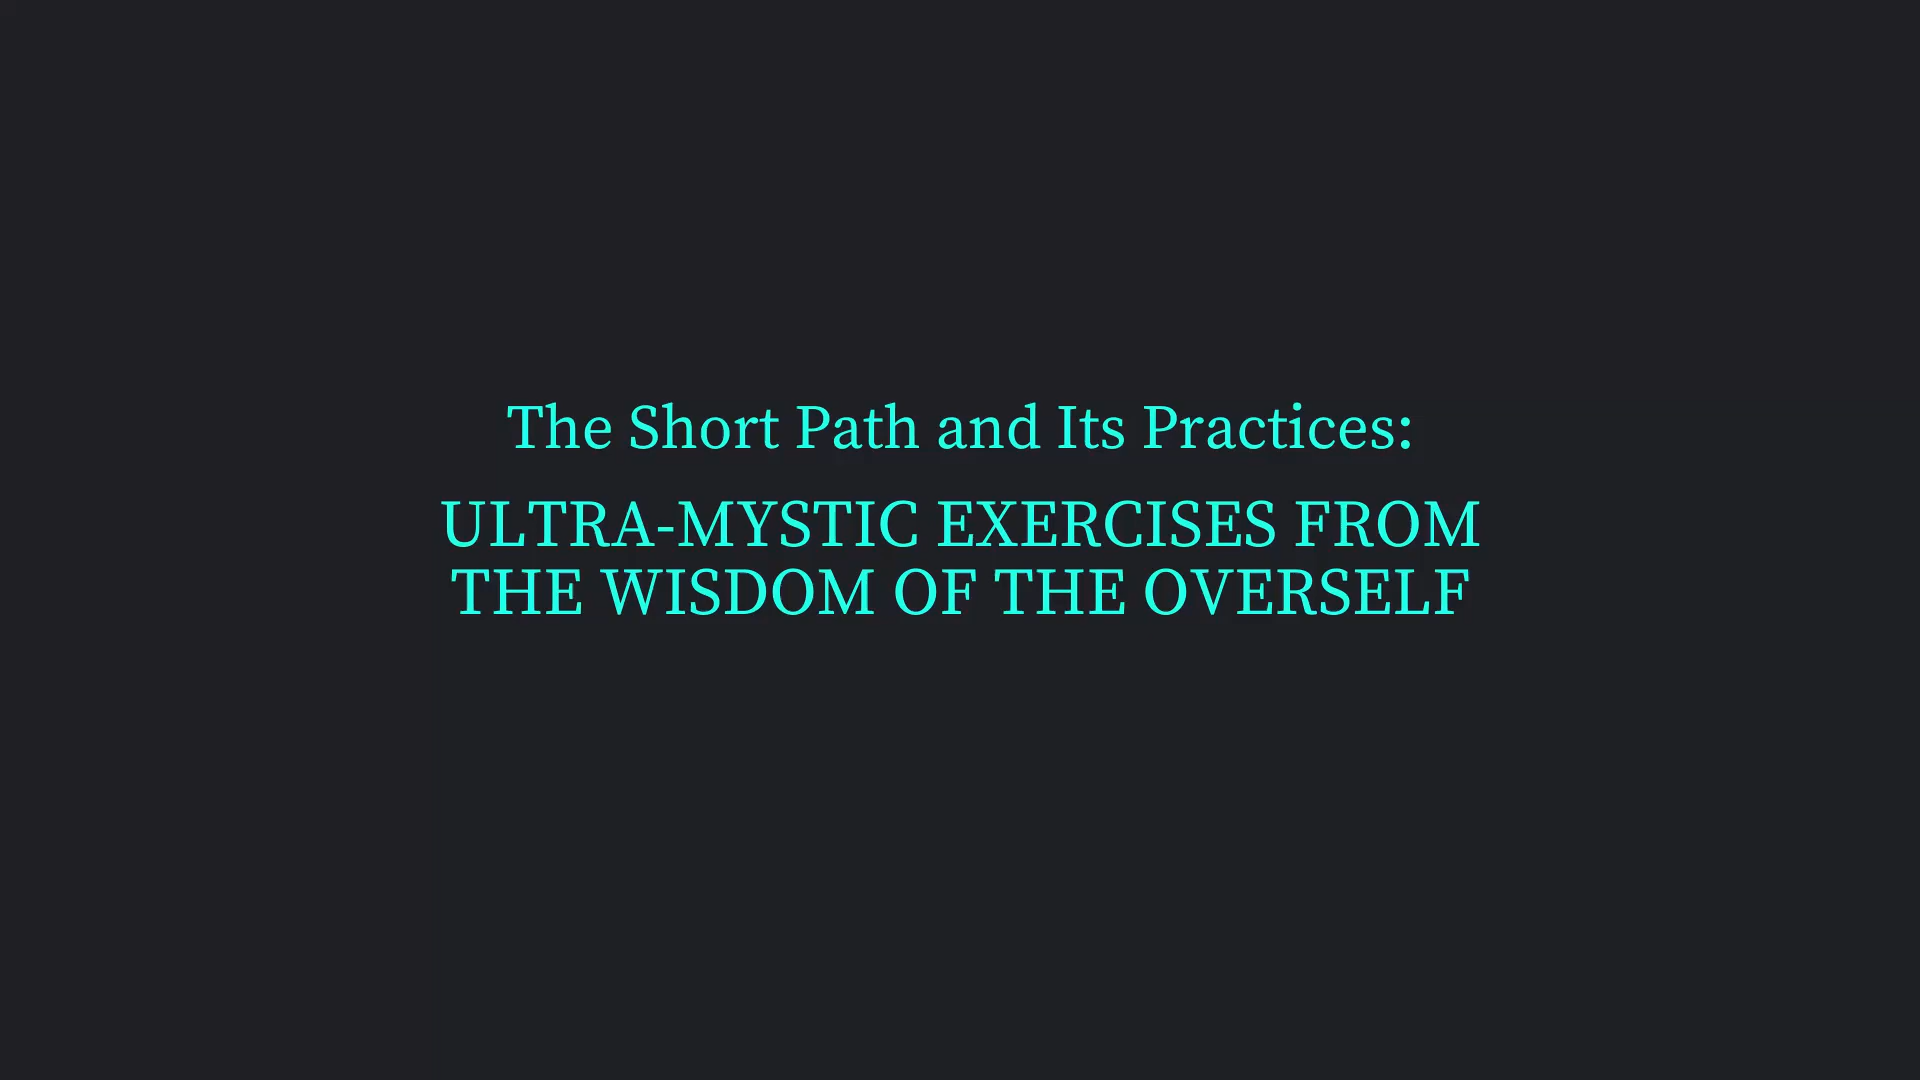 The Short Path and Its Practices:
ULTRA-MYSTIC EXERCISES FROM
THE WISDOM OF THE OVERSELF